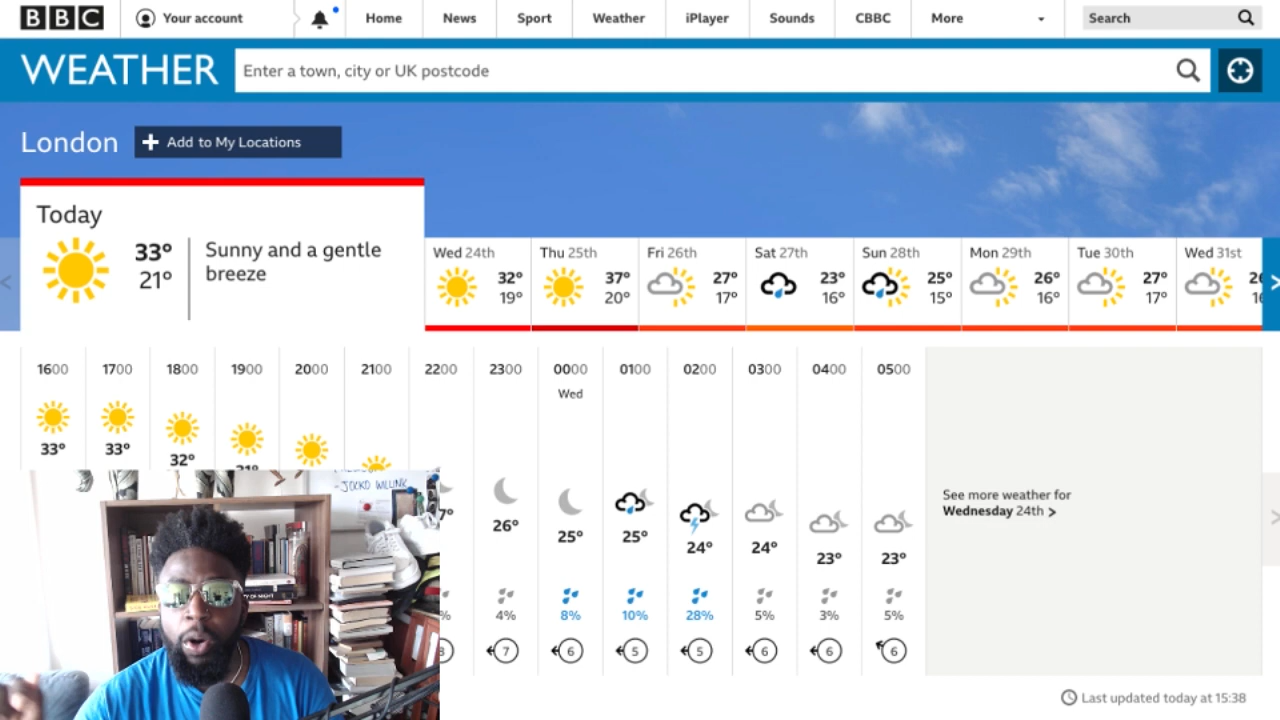 BBC Your account Home News Sport Weather iPlayer Sounds CBBC More Search
WEATHER Enter a town, city or UK postcode
London + Add to My Locations
Today
33° Sunny and a gentle
21° breeze
Wed 24th Thu 25th Fri 26th Sat 27th Sun 28th Mon 29th Tue 30th Wed 31st
32° 37° 27° 23° 25° 26° 27°
19° 20° 17° 16° 15° 16° 17°
1600 1700 1800 1900 2000 2100 2200 2300 0000 0100 0200 0300 0400 0500
Wed
33° 33° 32°
26° 25° 25° 24° 24° 23° 23°
See more weather for
Wednesday 24th >
4% 8% 10% 28% 5% 3% 5%
7 6 5 5 6 6 6
Last updated today at 15:38
- JOCKO WILLINK